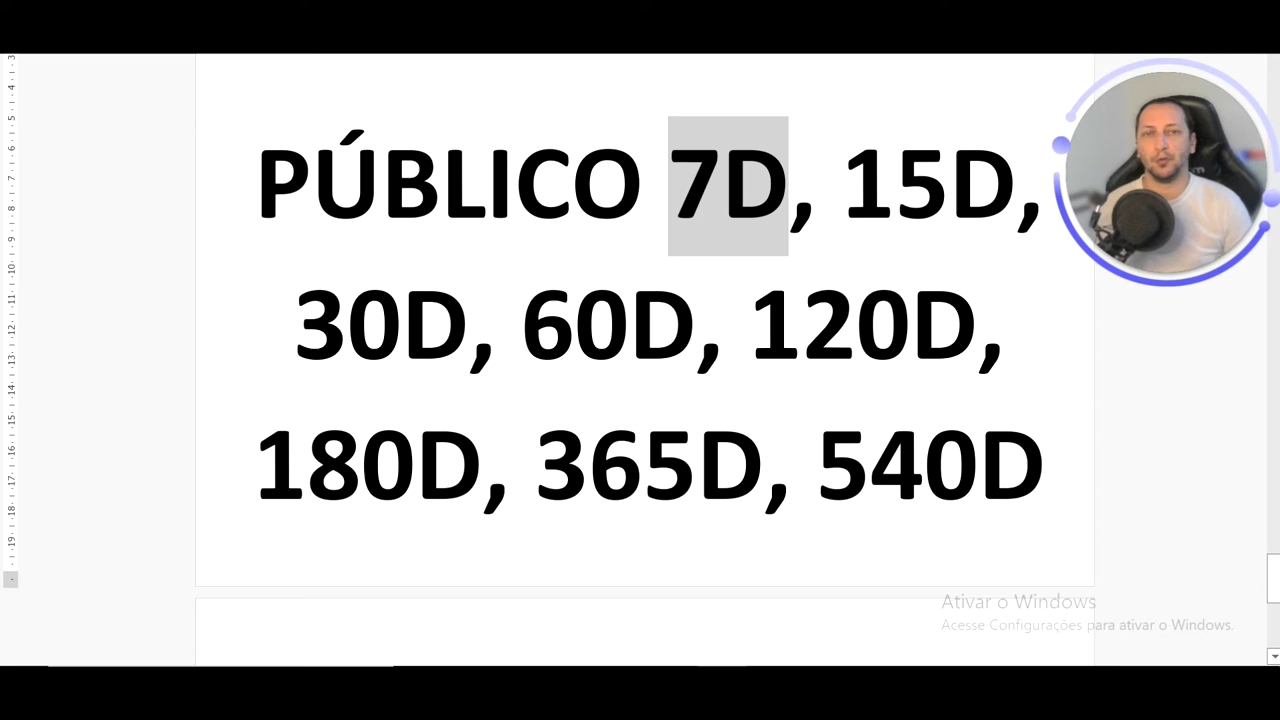 PÚBLICO 7D, 15D,
30D, 60D, 120D,
180D, 365D, 540D
Ativar o Windows
Acesse Configurações para ativar o Windows.